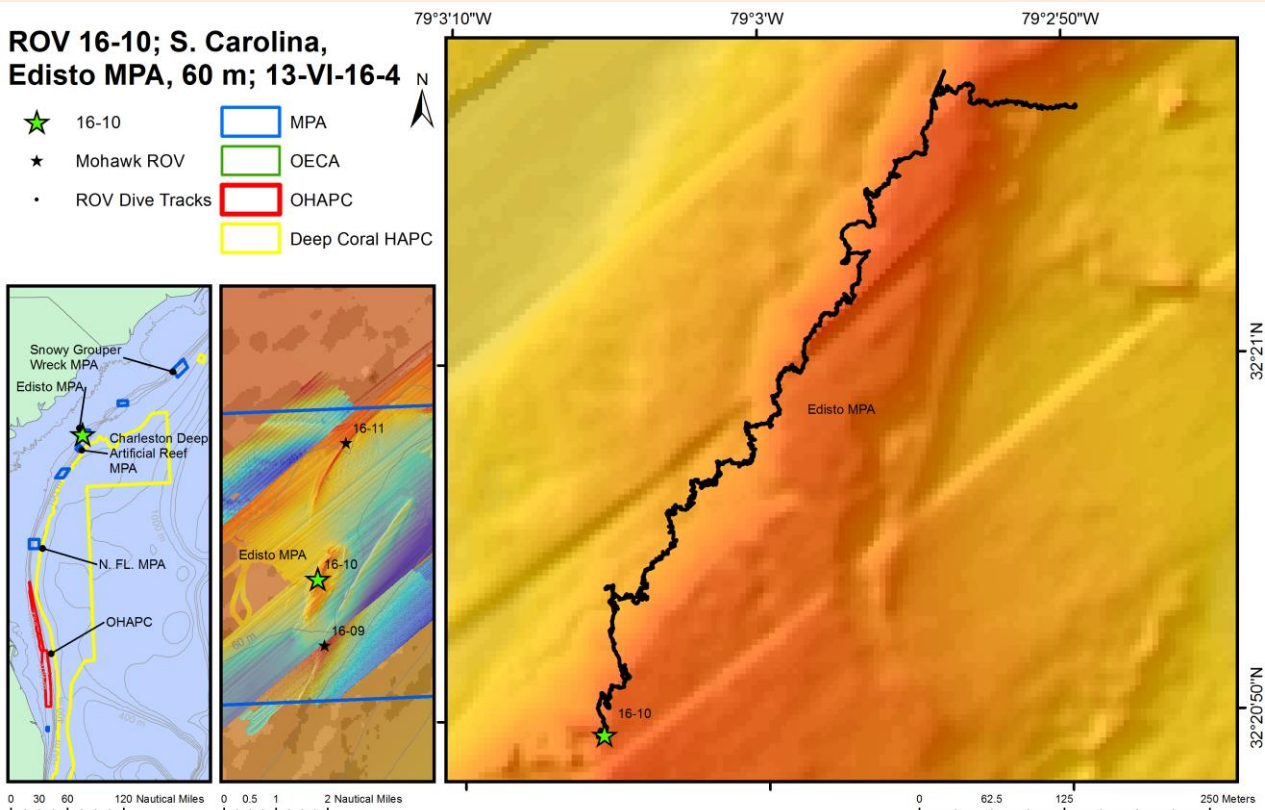 ROV 16-10; S. Carolina,
Edisto MPA, 60 m; 13-VI-16-4
N
16-10
Mohawk ROV
ROV Dive Tracks
MPA
OECA
OHAPC
Deep Coral HAPC
Snowy Grouper
Wreck MPA
Edisto MPA
Charleston Deep
Artificial Reef
MPA
N. FL. MPA
OHAPC
0 30 60 120 Nautical Miles
16-11
Edisto MPA
16-10
16-09
60 m
0 0.5 1 2 Nautical Miles
79°3'10"W 79°3'W 79°2'50"W
Edisto MPA
16-10
32°21'N
32°20'50"N
0 62.5 125 250 Meters